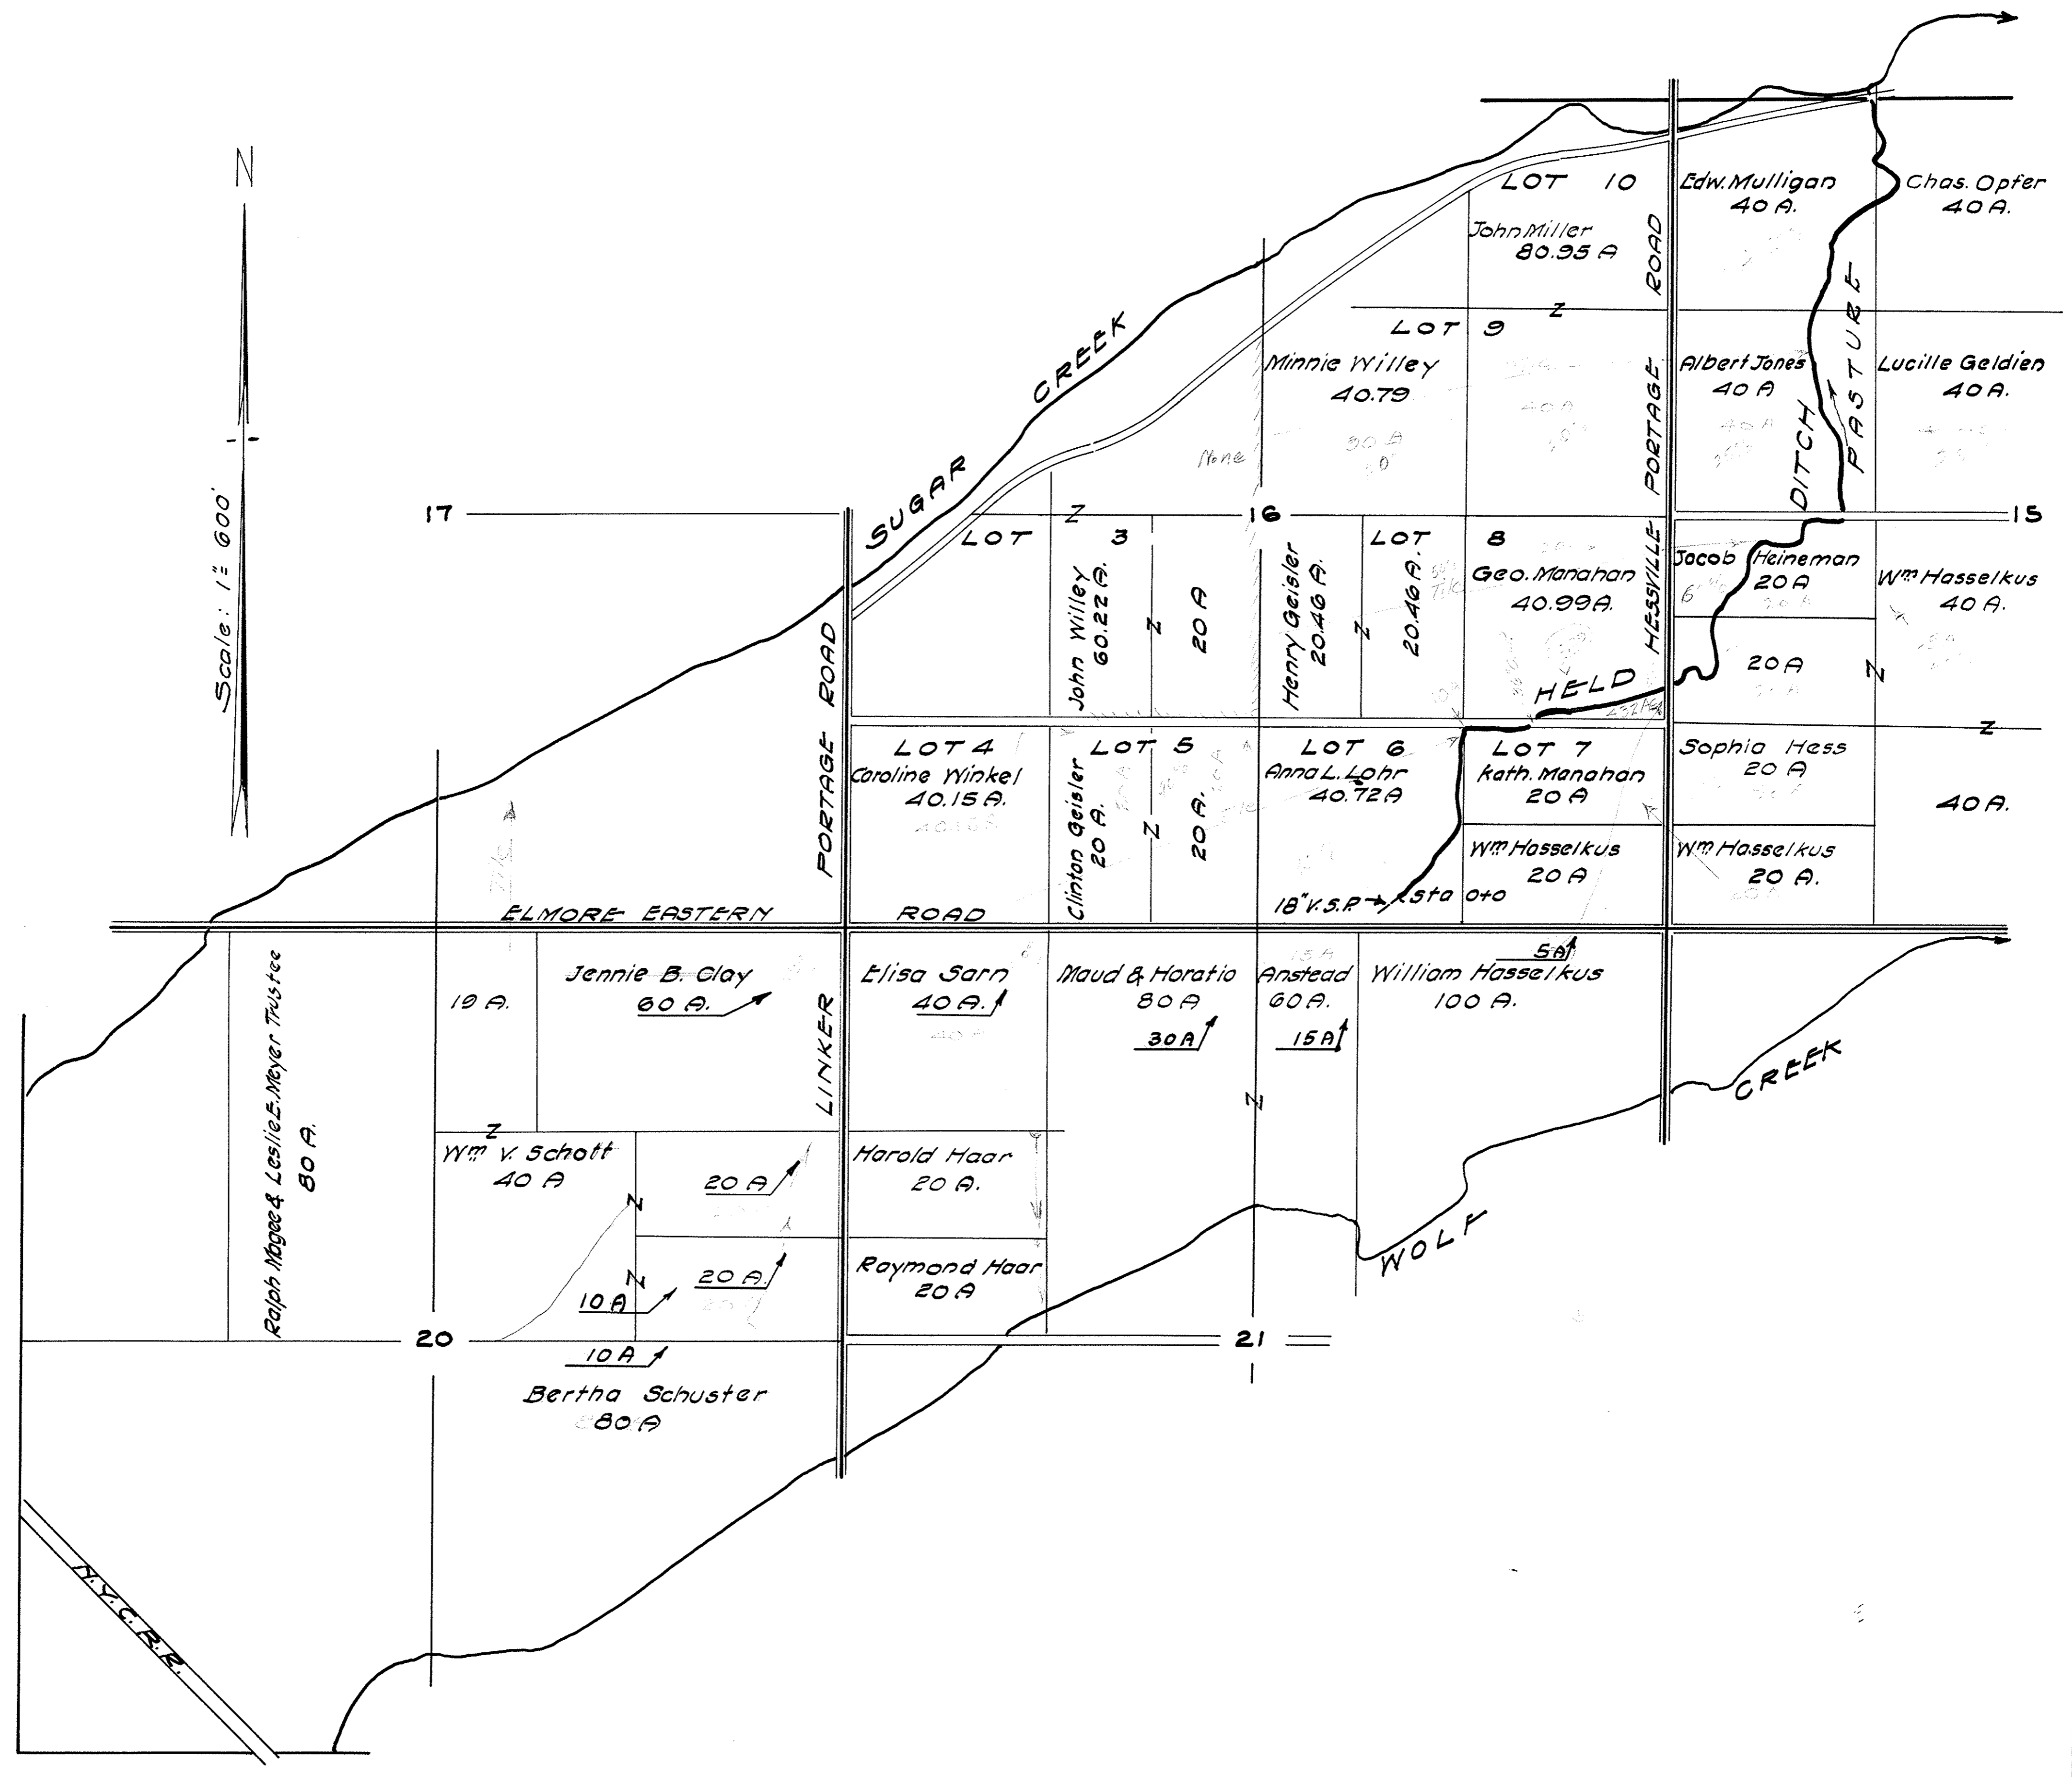 N
Scale: 1"= 600'
SUGAR CREEK
LOT 10
John Miller
80.95 A
Edw. Mulligan
40 A.
Chas. Opfer
40 A.
HESSVILLE PORTAGE ROAD
DITCH
PASTURE
Z
LOT 9
Minnie Willey
40.79
None
Albert Jones
40 A
Lucille Geldien
40 A.
17
Z
16
15
LOT 3
John Willey
60.22 A.
Z
20 A
Henry Geisler
20.46 A.
Z
LOT 8
20.46 A.
Geo. Manahan
40.99 A.
HELD
Jacob Heineman
20 A
Wm Hasselkus
40 A.
20 A
Z
Z
LINKER PORTAGE ROAD
LOT 4
Caroline Winkel
40.15 A.
LOT 5
Clinton Geisler
20 A.
Z
20 A.
LOT 6
Anna L. Lohr
40.72 A
LOT 7
Kath. Manahan
20 A
Wm Hasselkus
20 A
18" V.S.P. sta 0+0
Sophia Hess
20 A
40 A.
Wm Hasselkus
20 A.
Tile
ELMORE EASTERN ROAD
Ralph Magee & Leslie E. Meyer Trustee
80 A.
19 A.
Jennie B. Clay
60 A.
Elisa Sarn
40 A.
Maud & Horatio Anstead
80 A
60 A.
30 A
15 A
William Hasselkus
100 A.
5 A
Z
WOLF CREEK
Z
Wm V. Schott
40 A
Z
20 A
Harold Haar
20 A.
Z
10 A
20 A.
Raymond Haar
20 A
20
21
10 A
Bertha Schuster
80 A
N.Y.C.R.R.